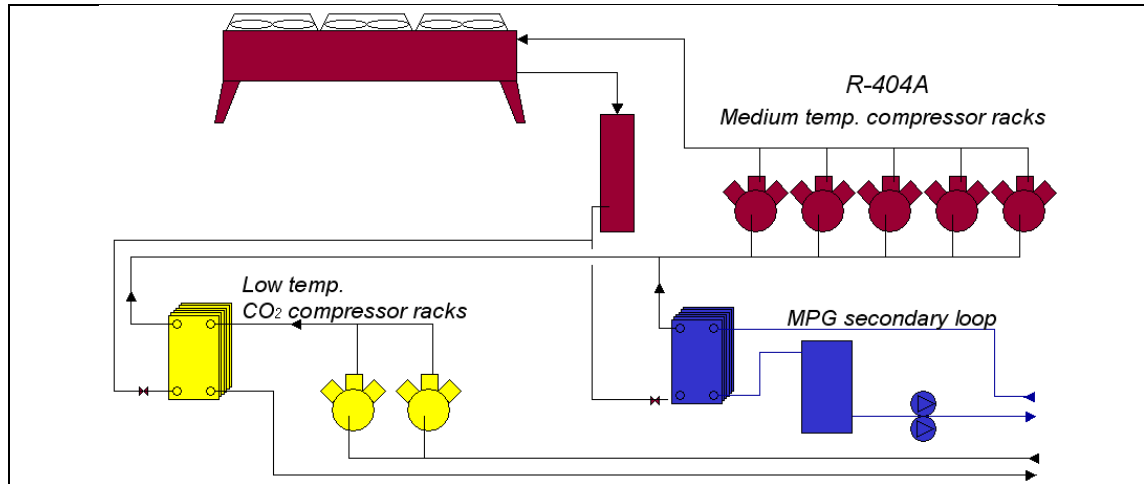 R-404A
Medium temp. compressor racks
Low temp.
CO₂ compressor racks
MPG secondary loop